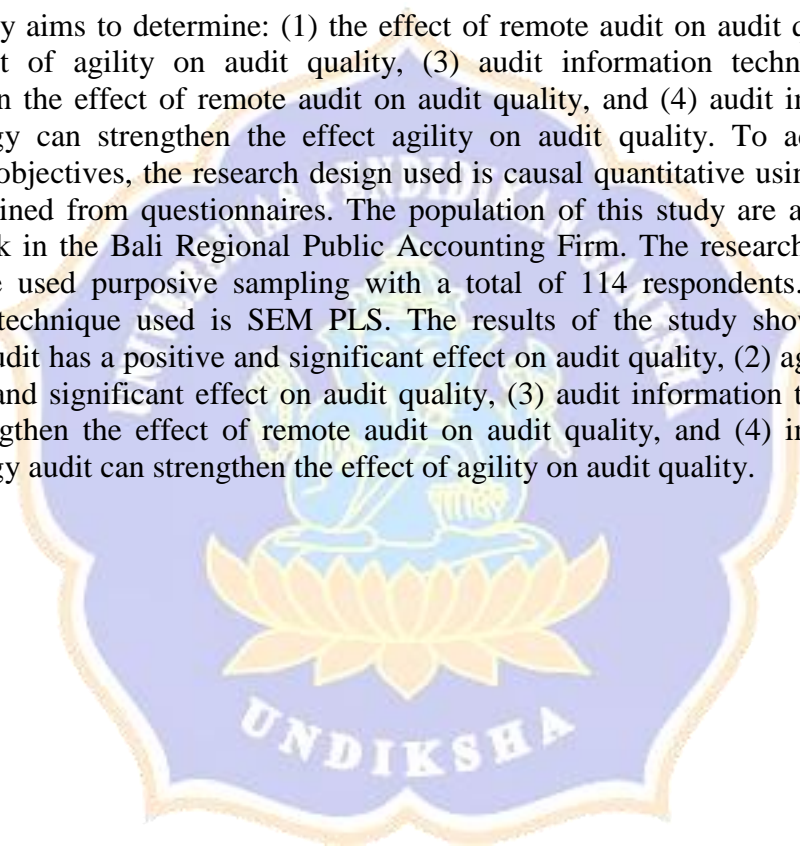 y aims to determine: (1) the effect of remote audit on audit
t of agility on audit quality, (3) audit information techn
n the effect of remote audit on audit quality, and (4) audit in
gy can strengthen the effect agility on audit quality. To ac
objectives, the research design used is causal quantitative usin
ined from questionnaires. The population of this study are a
k in the Bali Regional Public Accounting Firm. The research
e used purposive sampling with a total of 114 respondents.
technique used is SEM PLS. The results of the study show
udit has a positive and significant effect on audit quality, (2) ag
and significant effect on audit quality, (3) audit information t
gthen the effect of remote audit on audit quality, and (4) in
gy audit can strengthen the effect of agility on audit quality.
UNIVERSITAS PENDIDIKAN GANESHA
UNDIKSHA